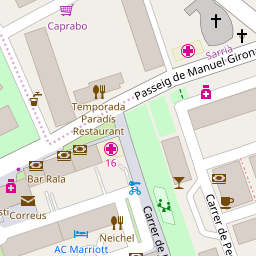 Caprabo
Sarrià
Passeig de Manuel Giron
Temporada
Paradís
Restaurant
16
Bar Rala
Correus
Neichel
AC Marriott
Carrer de
Carrer de Pe